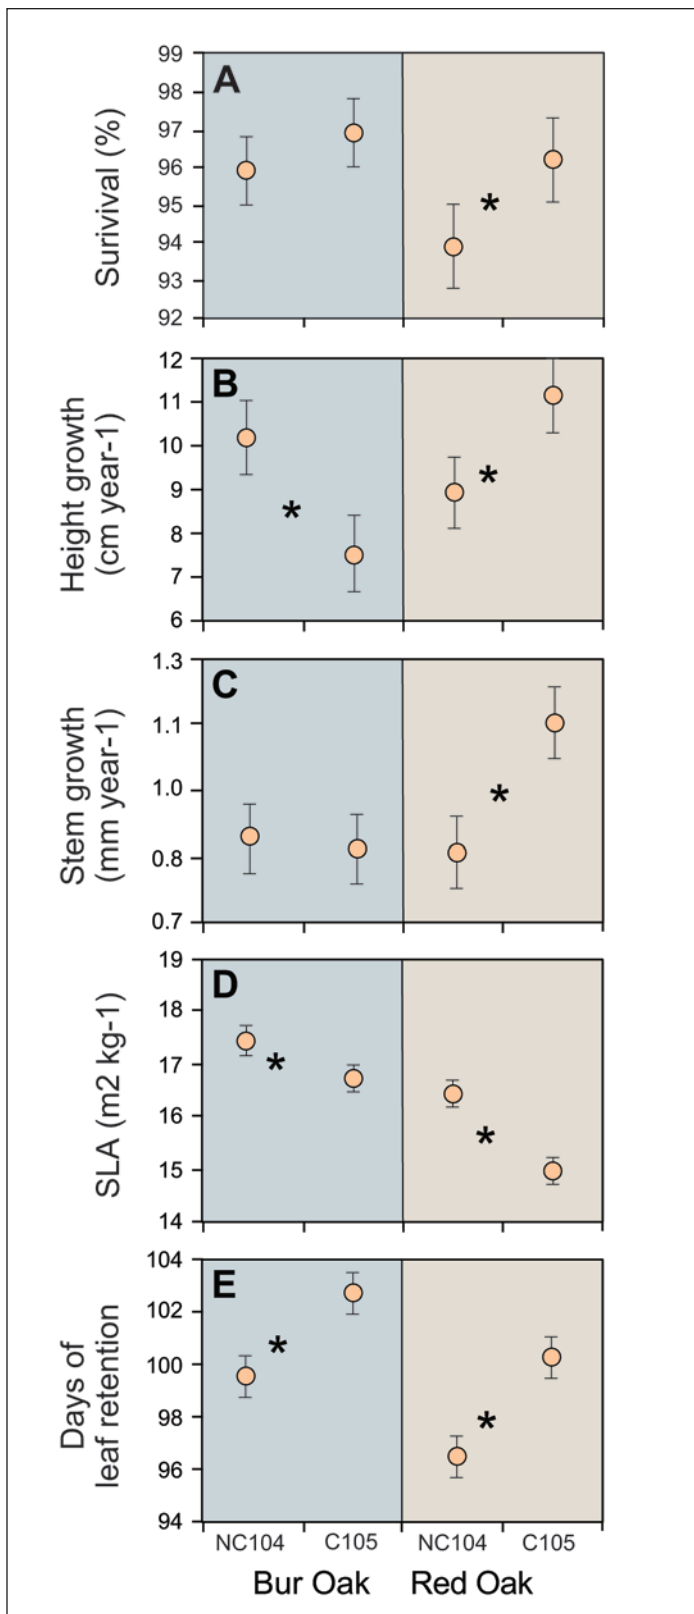 99
A
98
97
96
95
94
93
92
Surivival (%)
*
12
B
11
10
9
8
7
6
Height growth
(cm year-1)
*
*
1.3
C
1.1
1.0
0.8
0.7
Stem growth
(mm year-1)
*
19
D
18
17
16
15
14
SLA (m2 kg-1)
*
*
104
E
102
100
98
96
94
Days of
leaf retention
*
*
NC104 C105 NC104 C105
Bur Oak Red Oak